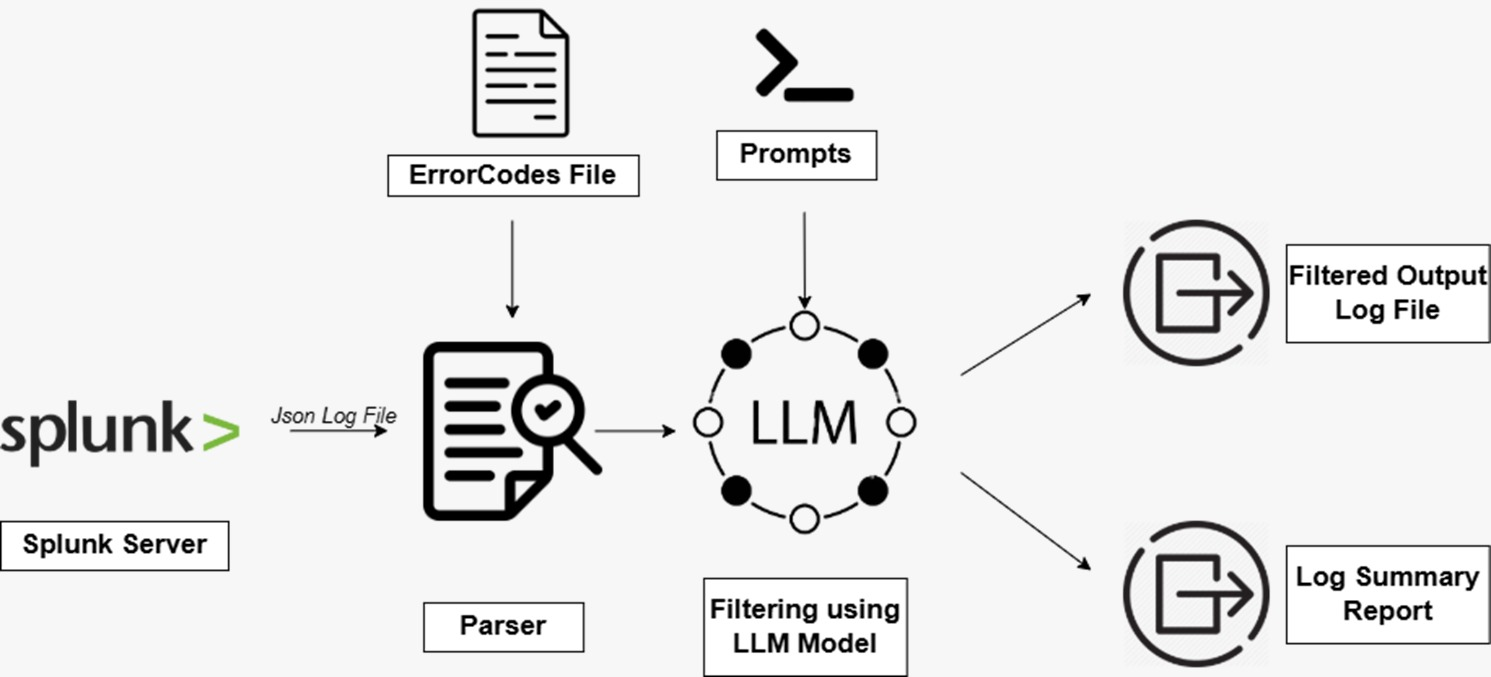 ErrorCodes File
Prompts
Filtered Output
Log File
splunk>
Json Log File
LLM
Splunk Server
Parser
Filtering using
LLM Model
Log Summary
Report